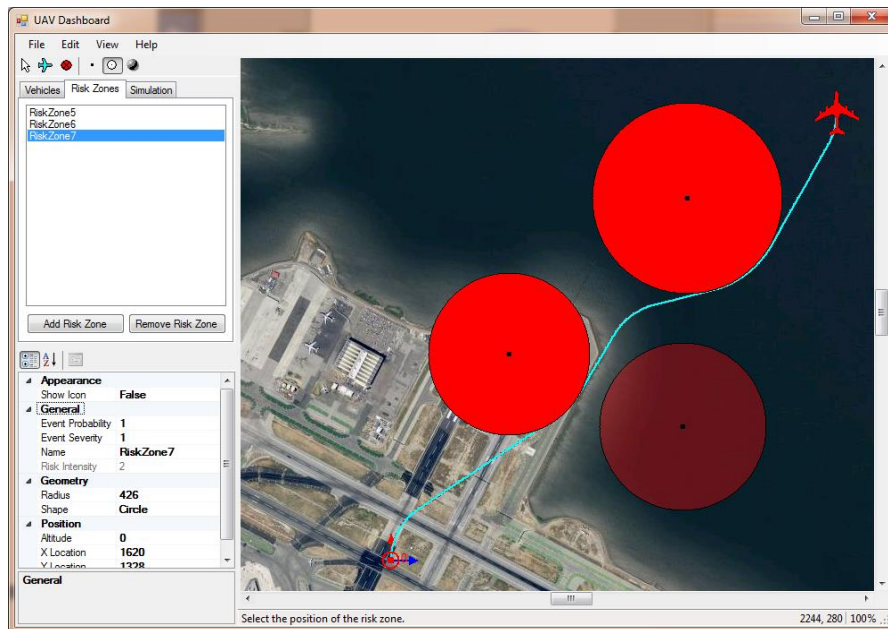 UAV Dashboard
File Edit View Help
Vehicles Risk Zones Simulation
RiskZone5
RiskZone6
RiskZone7
Add Risk Zone Remove Risk Zone
Appearance
Show Icon False
General
Event Probability 1
Event Severity 1
Name RiskZone7
Risk Intensity 2
Geometry
Radius 426
Shape Circle
Position
Altitude 0
X Location 1620
Y Location 1328
General
Select the position of the risk zone. 2244, 280 100%